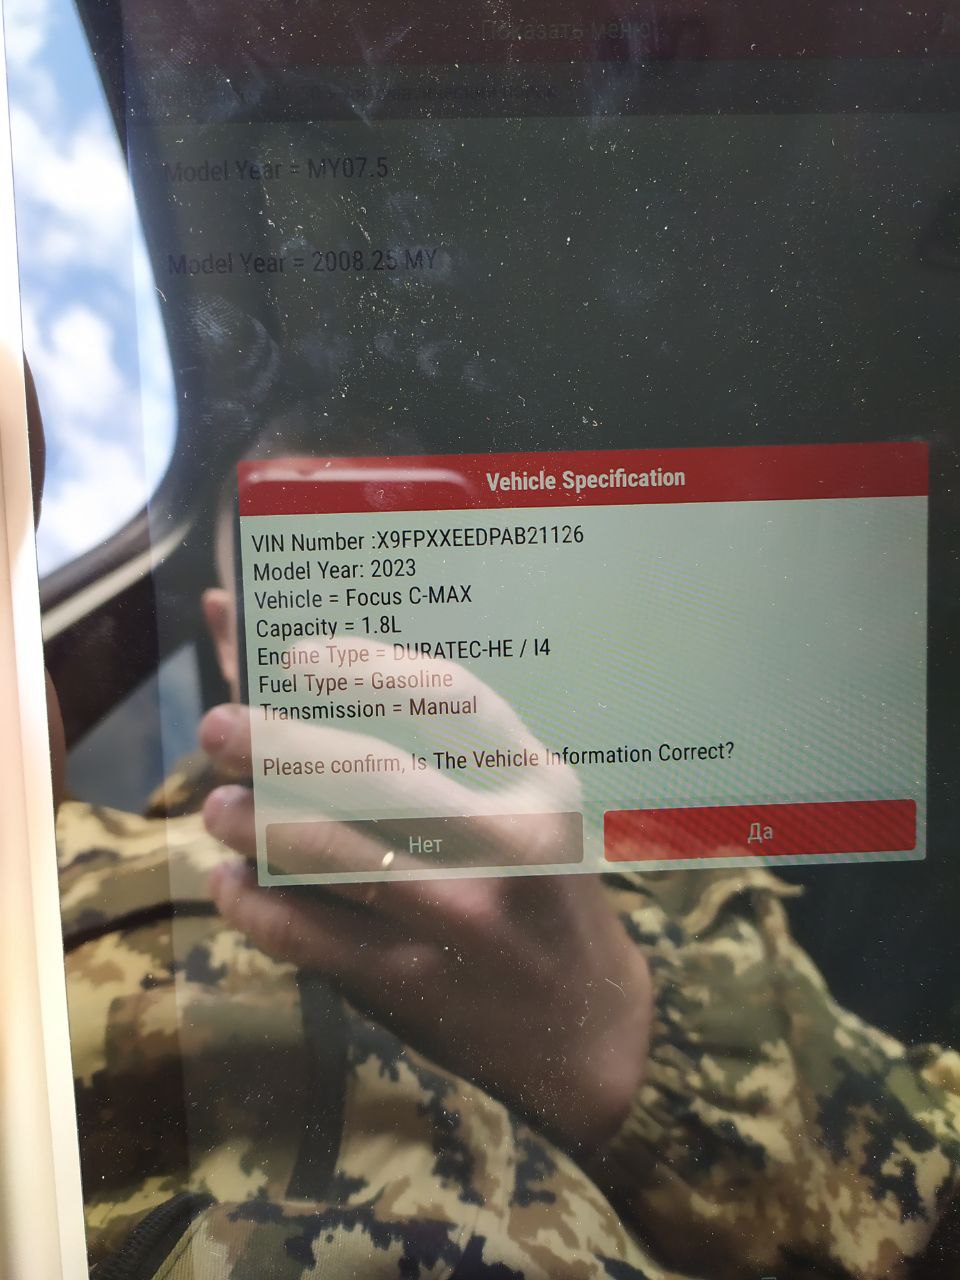 Показать меню
Model Year = MY07.5
Model Year = 2008.25 MY
Vehicle Specification
VIN Number :X9FPXXEEDPAB21126
Model Year: 2023
Vehicle = Focus C-MAX
Capacity = 1.8L
Engine Type = DURATEC-HE / I4
Fuel Type = Gasoline
Transmission = Manual
Please confirm, Is The Vehicle Information Correct?
Нет
Да